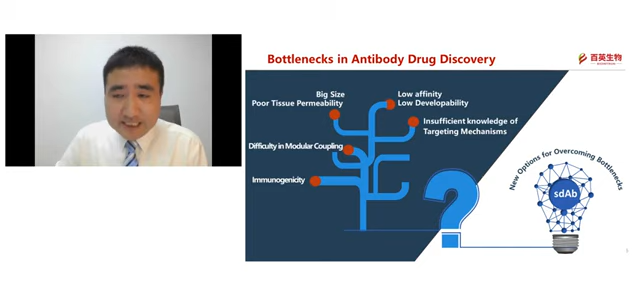 Bottlenecks in Antibody Drug Discovery
百英生物
Big Size
Poor Tissue Permeability
Low affinity
Low Developability
Insufficient knowledge of
Targeting Mechanisms
Difficulty in Modular Coupling
Immunogenicity
?
New Options for Overcoming Bottlenecks
sdAb